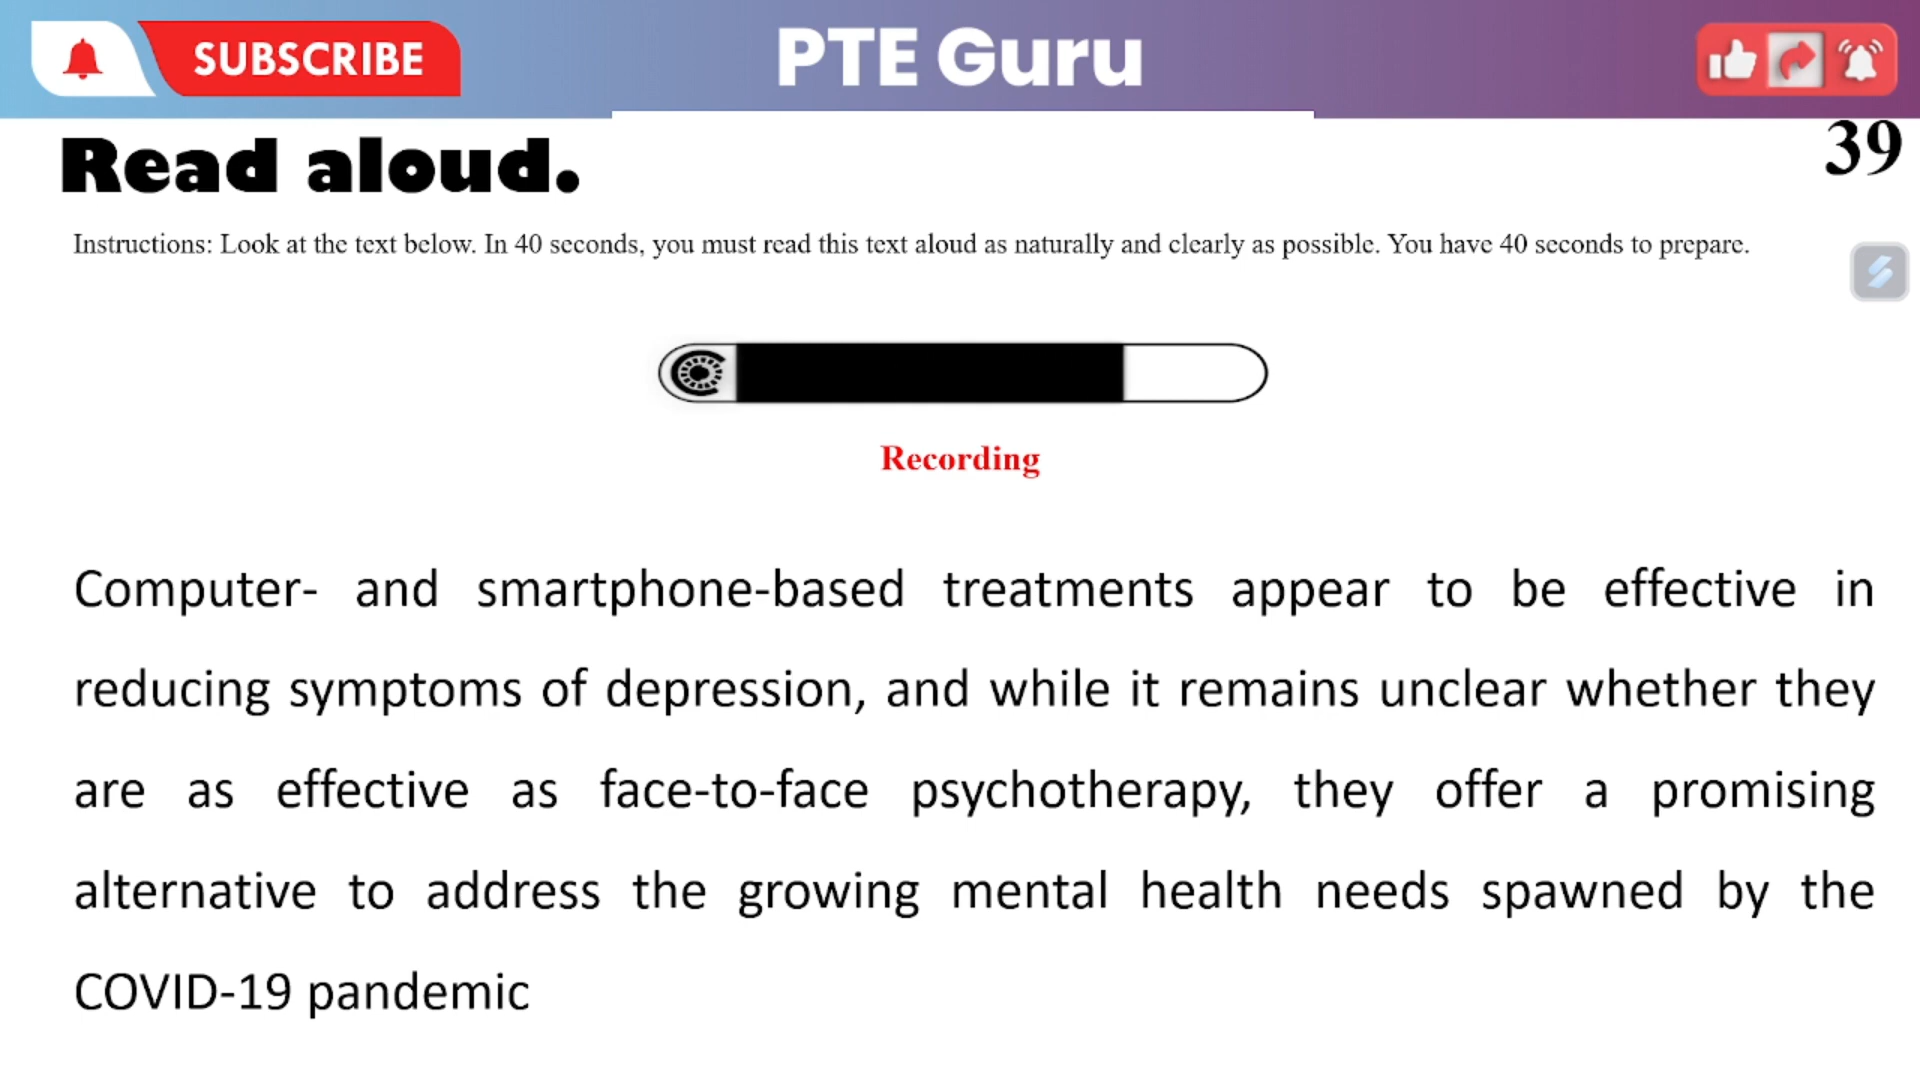 SUBSCRIBE
PTE Guru
Read aloud.
39
Instructions: Look at the text below. In 40 seconds, you must read this text aloud as naturally and clearly as possible. You have 40 seconds to prepare.
Recording
Computer- and smartphone-based treatments appear to be effective in
reducing symptoms of depression, and while it remains unclear whether they
are as effective as face-to-face psychotherapy, they offer a promising
alternative to address the growing mental health needs spawned by the
COVID-19 pandemic